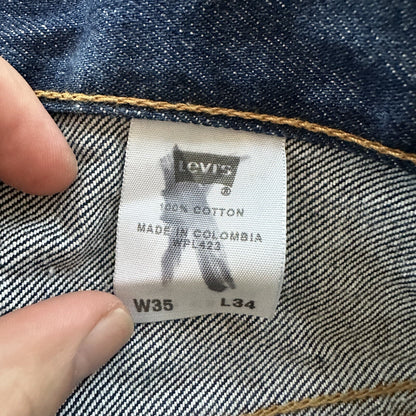 Levi's
®
100% COTTON
MADE IN COLOMBIA
WPL423
W35 L34